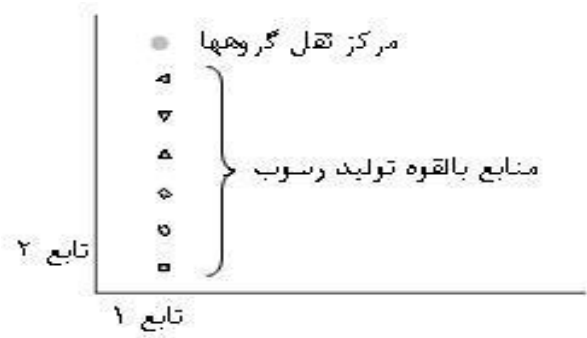 مرکز ثقل گروهها
منابع بالقوه تولید رسوب
تابع ۲
تابع ۱